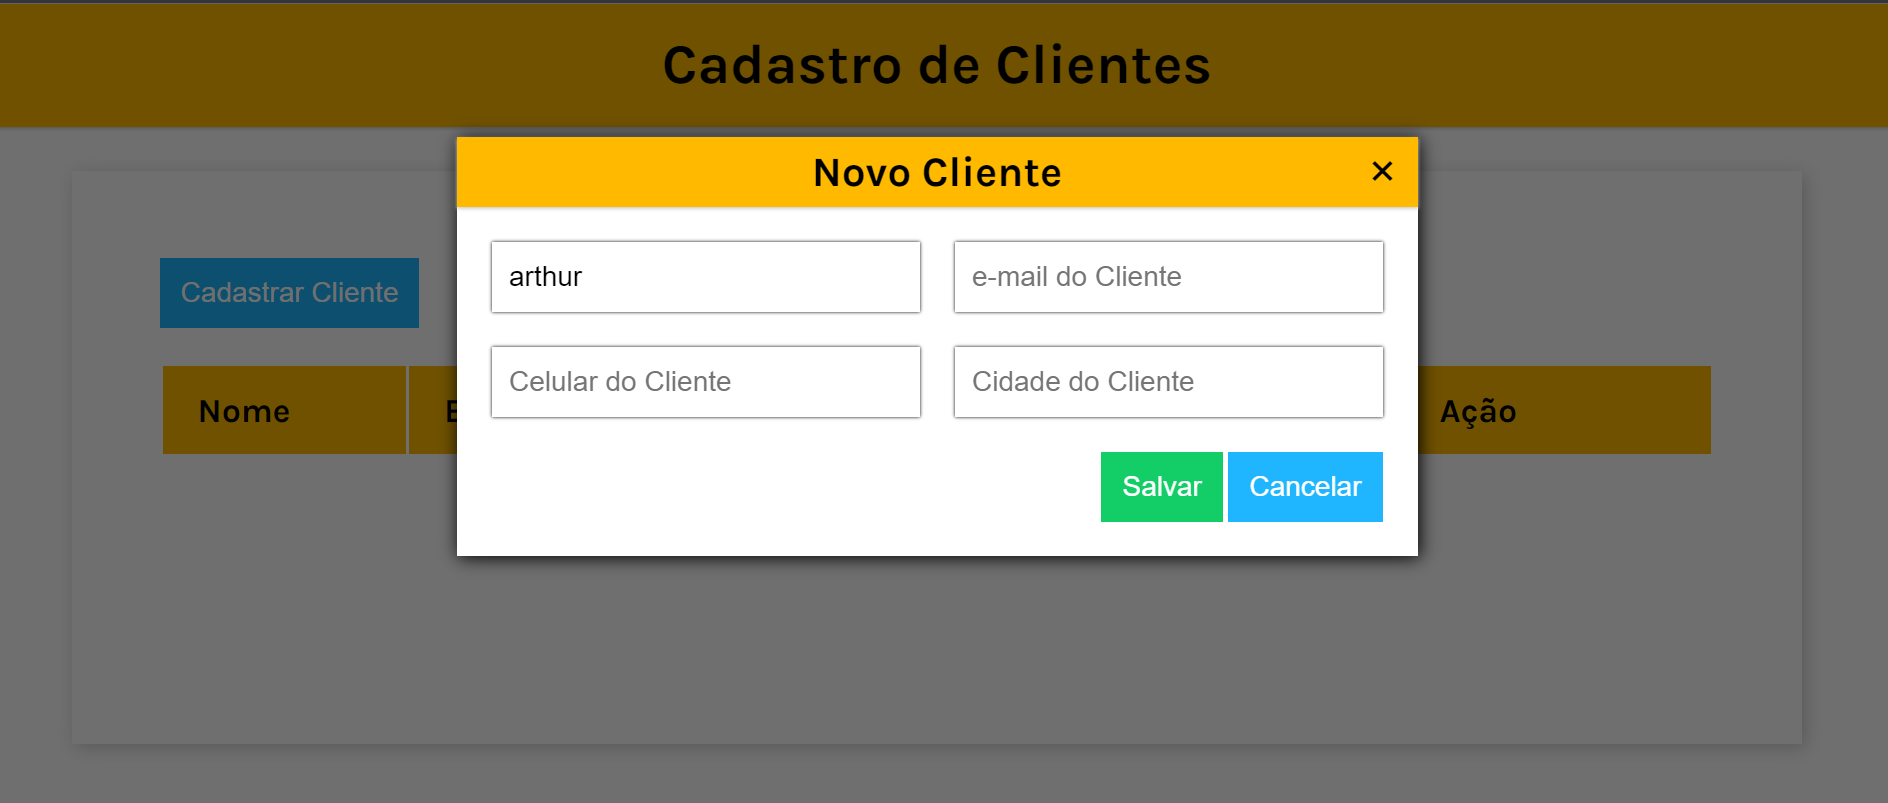 Cadastro de Clientes
Novo Cliente ×
arthur
e-mail do Cliente
Cadastrar Cliente
Celular do Cliente
Cidade do Cliente
Nome
Ação
Salvar
Cancelar